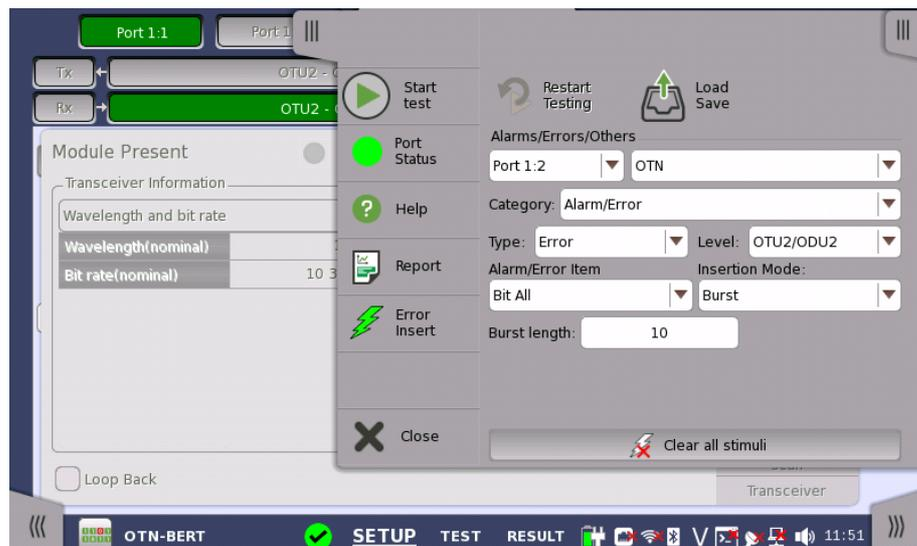 Port 1:1
Port 1
Tx
OTU2 -
Rx
OTU2 -
Module Present
Transceiver Information
Wavelength and bit rate
Wavelength(nominal)
Bit rate(nominal)
10 3
Loop Back
Start
test
Port
Status
Help
Report
Error
Insert
Close
Restart
Testing
Load
Save
Alarms/Errors/Others
Port 1:2
OTN
Category: Alarm/Error
Type: Error
Level: OTU2/ODU2
Alarm/Error Item
Insertion Mode:
Bit All
Burst
Burst length: 10
Clear all stimuli
Transceiver
OTN-BERT
SETUP
TEST
RESULT
V
11:51